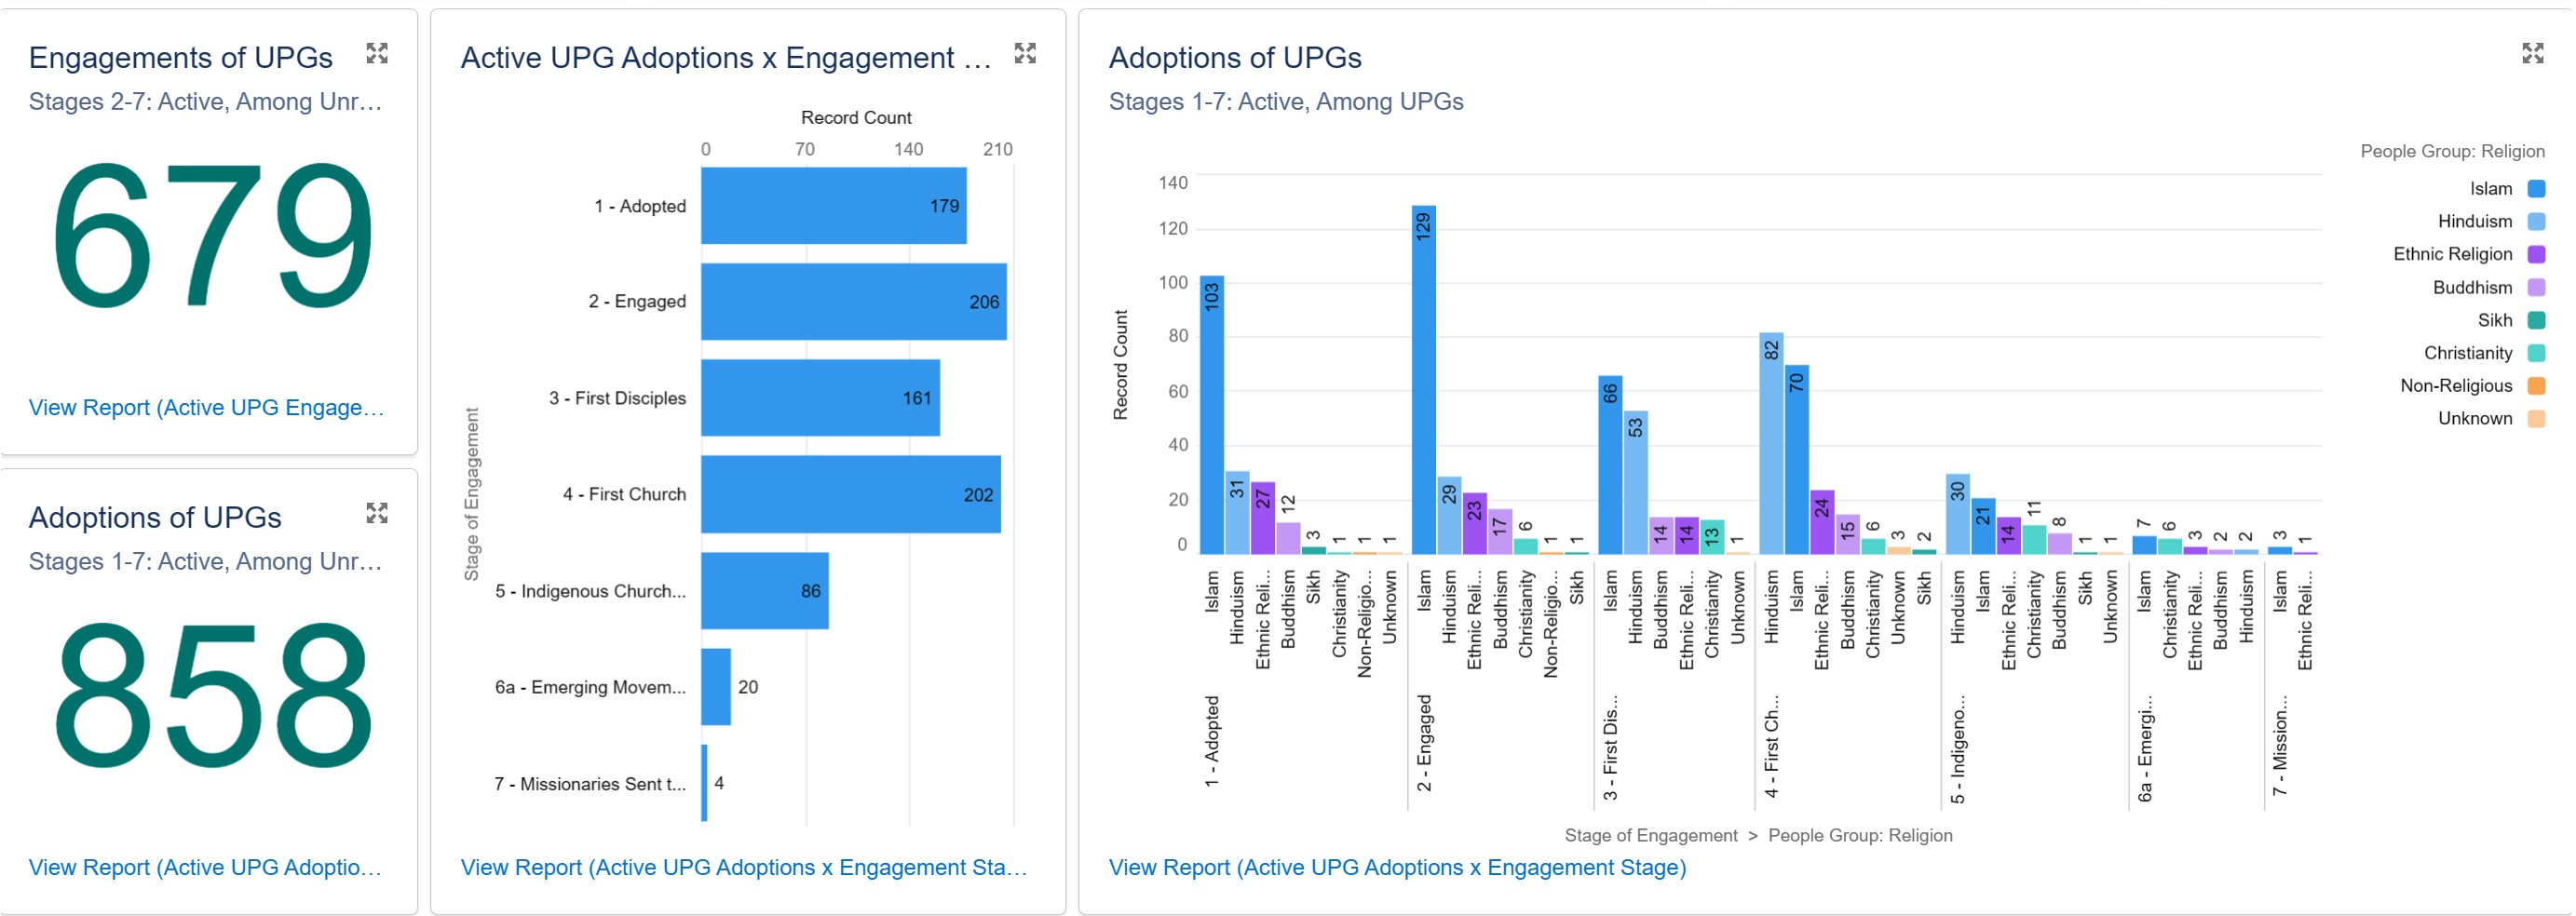 Engagements of UPGs
Stages 2-7: Active, Among Unr...
679
View Report (Active UPG Engage...
Adoptions of UPGs
Stages 1-7: Active, Among Unr...
858
View Report (Active UPG Adoptio...
Active UPG Adoptions x Engagement ...
Record Count
0 70 140 210
Stage of Engagement
1 - Adopted 179
2 - Engaged 206
3 - First Disciples 161
4 - First Church 202
5 - Indigenous Church... 86
6a - Emerging Movem... 20
7 - Missionaries Sent t... 4
View Report (Active UPG Adoptions x Engagement Sta...
Adoptions of UPGs
Stages 1-7: Active, Among UPGs
Record Count
140
120
100
80
60
40
20
0
103 31 27 12 3 1 1 1
129 29 23 17 6 1 1
66 53 14 14 13 1
82 70 24 15 6 3 2
30 21 14 11 8 1 1
7 6 3 2 2
3 1
Islam Hinduism Ethnic Reli... Buddhism Sikh Christianity Non-Religio... Unknown
Islam Hinduism Ethnic Reli... Buddhism Christianity Non-Religio... Sikh
Islam Hinduism Buddhism Ethnic Reli... Christianity Unknown
Hinduism Islam Ethnic Reli... Buddhism Christianity Unknown Sikh
Hinduism Islam Ethnic Reli... Christianity Buddhism Sikh Unknown
Islam Christianity Ethnic Reli... Buddhism Hinduism
Islam Ethnic Reli...
1 - Adopted
2 - Engaged
3 - First Dis...
4 - First Ch...
5 - Indigeno...
6a - Emergi...
7 - Mission...
Stage of Engagement > People Group: Religion
People Group: Religion
Islam
Hinduism
Ethnic Religion
Buddhism
Sikh
Christianity
Non-Religious
Unknown
View Report (Active UPG Adoptions x Engagement Stage)